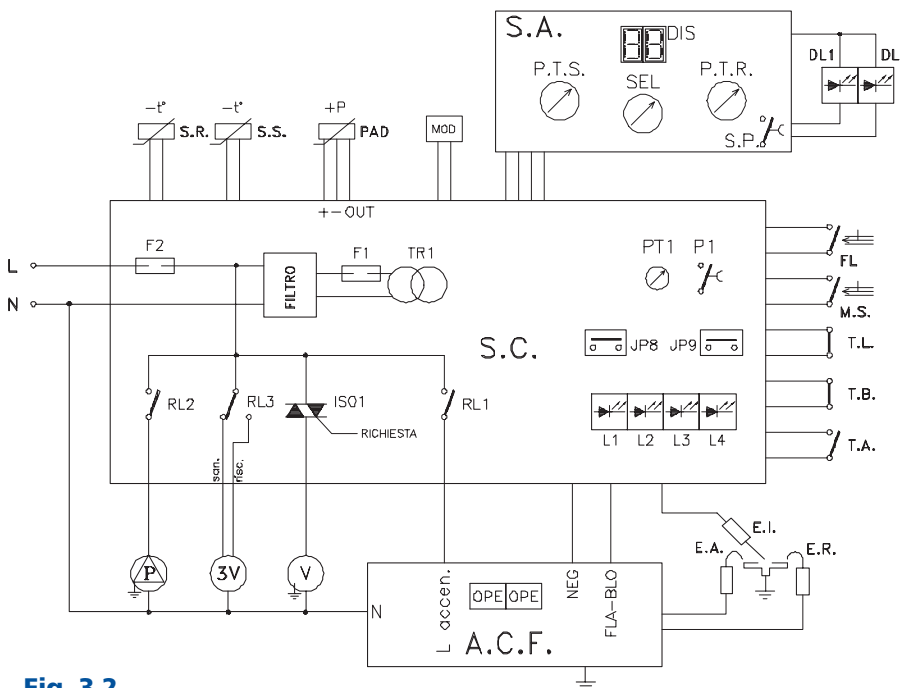 S.A.
DIS
P.T.S.
SEL
P.T.R.
S.P.
DL1
DL
-t°
S.R.
-t°
S.S.
+P
PAD
MOD
+-OUT
L
N
F2
FILTRO
F1
TR1
PT1
P1
S.C.
JP8
JP9
FL
M.S.
T.L.
T.B.
T.A.
RL2
RL3
IS01
RICHIESTA
RL1
L1
L2
L3
L4
san.
risc.
P
3V
V
N
L accen.
OPE
OPE
NEG
FLA-BLO
A.C.F.
E.I.
E.A.
E.R.
Fig. 3.2